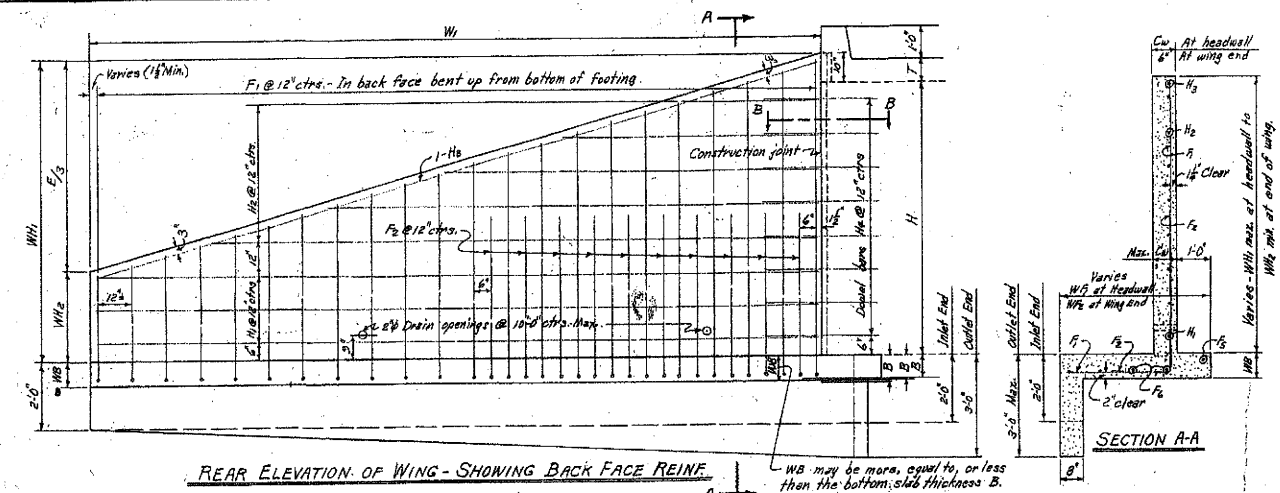 A
W1
Varies (1½"Min.)
F1 @ 12" ctrs. - In back face bent up from bottom of footing.
1'-0"
T
10"
3"
B
B
Construction joint
1-H3
H2 @ 12" ctrs.
F2 @ 12" ctrs.
6"
1½"
Dowel bars H4 @ 12" ctrs
H
WH1
E/3
WH2
3"
12"
12"
6"
H1 @ 12" ctrs
6"
2"ϕ Drain openings @ 10'-0" ctrs. Max.
9"
6"
WB
WB
2'-0"
B
B
B
2'-0"
3'-0"
Inlet End
Outlet End
WB may be more, equal to, or less
than the bottom slab thickness B.
A
REAR ELEVATION OF WING - SHOWING BACK FACE REINF.
Cw At headwall
6" At wing end
H3
H2
F1
1½" Clear
F2
Max. Cw 1'-0"
Varies
WF1 at Headwall
WF2 at Wing End
Varies - WH1 max. at headwall to
WH2 min. at end of wing.
Outlet End
Inlet End
3'-0" Max.
2'-0"
F1
F2
H1
F5
WB
F6
2" clear
8"
SECTION A-A